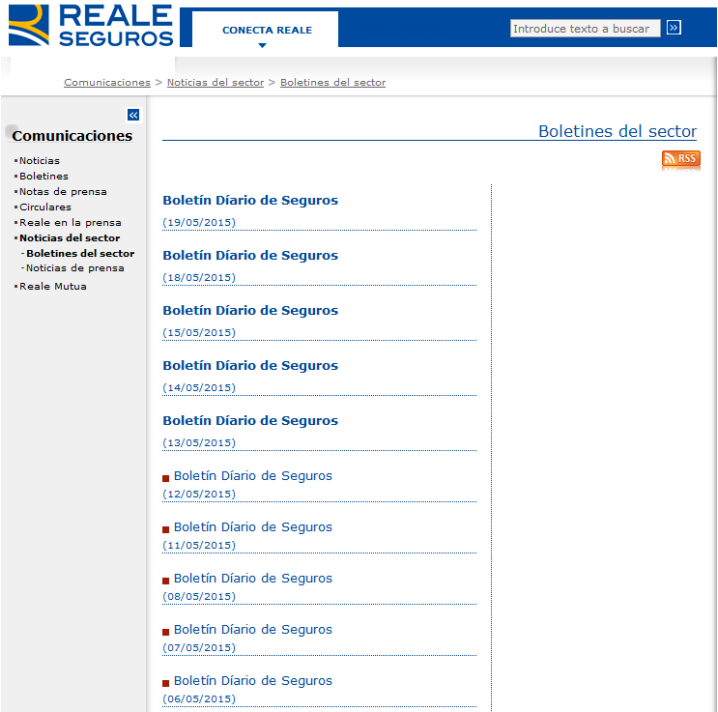 REALE
SEGUROS
CONECTA REALE
Introduce texto a buscar
Comunicaciones > Noticias del sector > Boletines del sector
Comunicaciones
Noticias
Boletines
Notas de prensa
Circulares
Reale en la prensa
Noticias del sector
- Boletines del sector
- Noticias de prensa
Reale Mutua
Boletines del sector
RSS
Boletín Díario de Seguros
(19/05/2015)
Boletín Díario de Seguros
(18/05/2015)
Boletín Díario de Seguros
(15/05/2015)
Boletín Díario de Seguros
(14/05/2015)
Boletín Díario de Seguros
(13/05/2015)
Boletín Díario de Seguros
(12/05/2015)
Boletín Díario de Seguros
(11/05/2015)
Boletín Díario de Seguros
(08/05/2015)
Boletín Díario de Seguros
(07/05/2015)
Boletín Díario de Seguros
(06/05/2015)